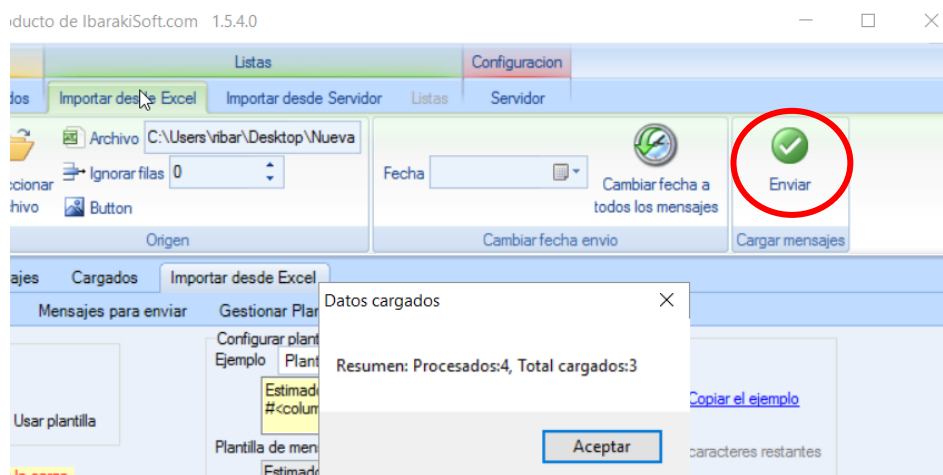 oducto de IbarakiSoft.com 1.5.4.0
Listas Configuracion
dos Importar desde Excel Importar desde Servidor Listas Servidor
Archivo C:\Users\ribar\Desktop\Nueva
ccionar Ignorar filas 0 Fecha Cambiar fecha a Enviar
hivo Button todos los mensajes
Origen Cambiar fecha envio Cargar mensajes
ajes Cargados Importar desde Excel
Mensajes para enviar Gestionar Plan
Datos cargados
Configurar plant
Ejemplo Plant
Resumen: Procesados:4, Total cargados:3
Estimado
#<colum
Copiar el ejemplo
Usar plantilla
Plantilla de men
Aceptar
caracteres restantes
Estimado